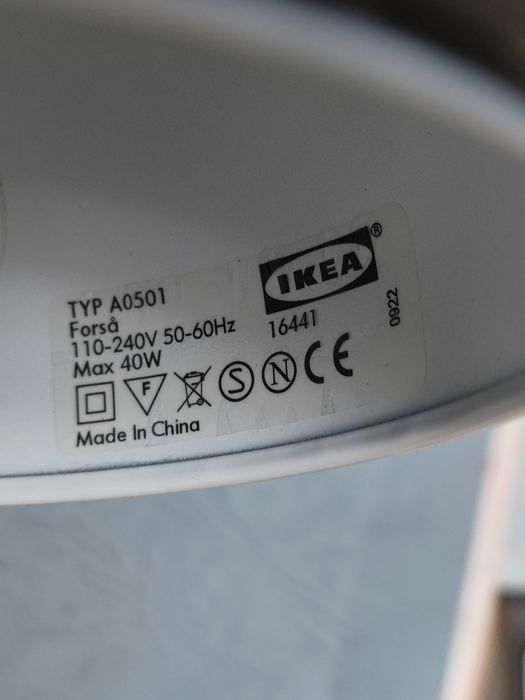 TYP A0501
Forså
110-240V 50-60Hz
Max 40W
F
S
N
CE
Made In China
IKEA®
16441
0922